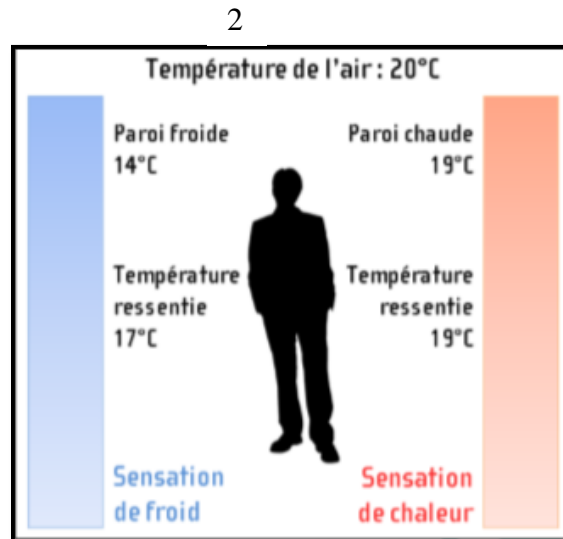 2
Température de l'air : 20°C
Paroi froide
14°C
Paroi chaude
19°C
Température
ressentie
17°C
Température
ressentie
19°C
Sensation
de froid
Sensation
de chaleur